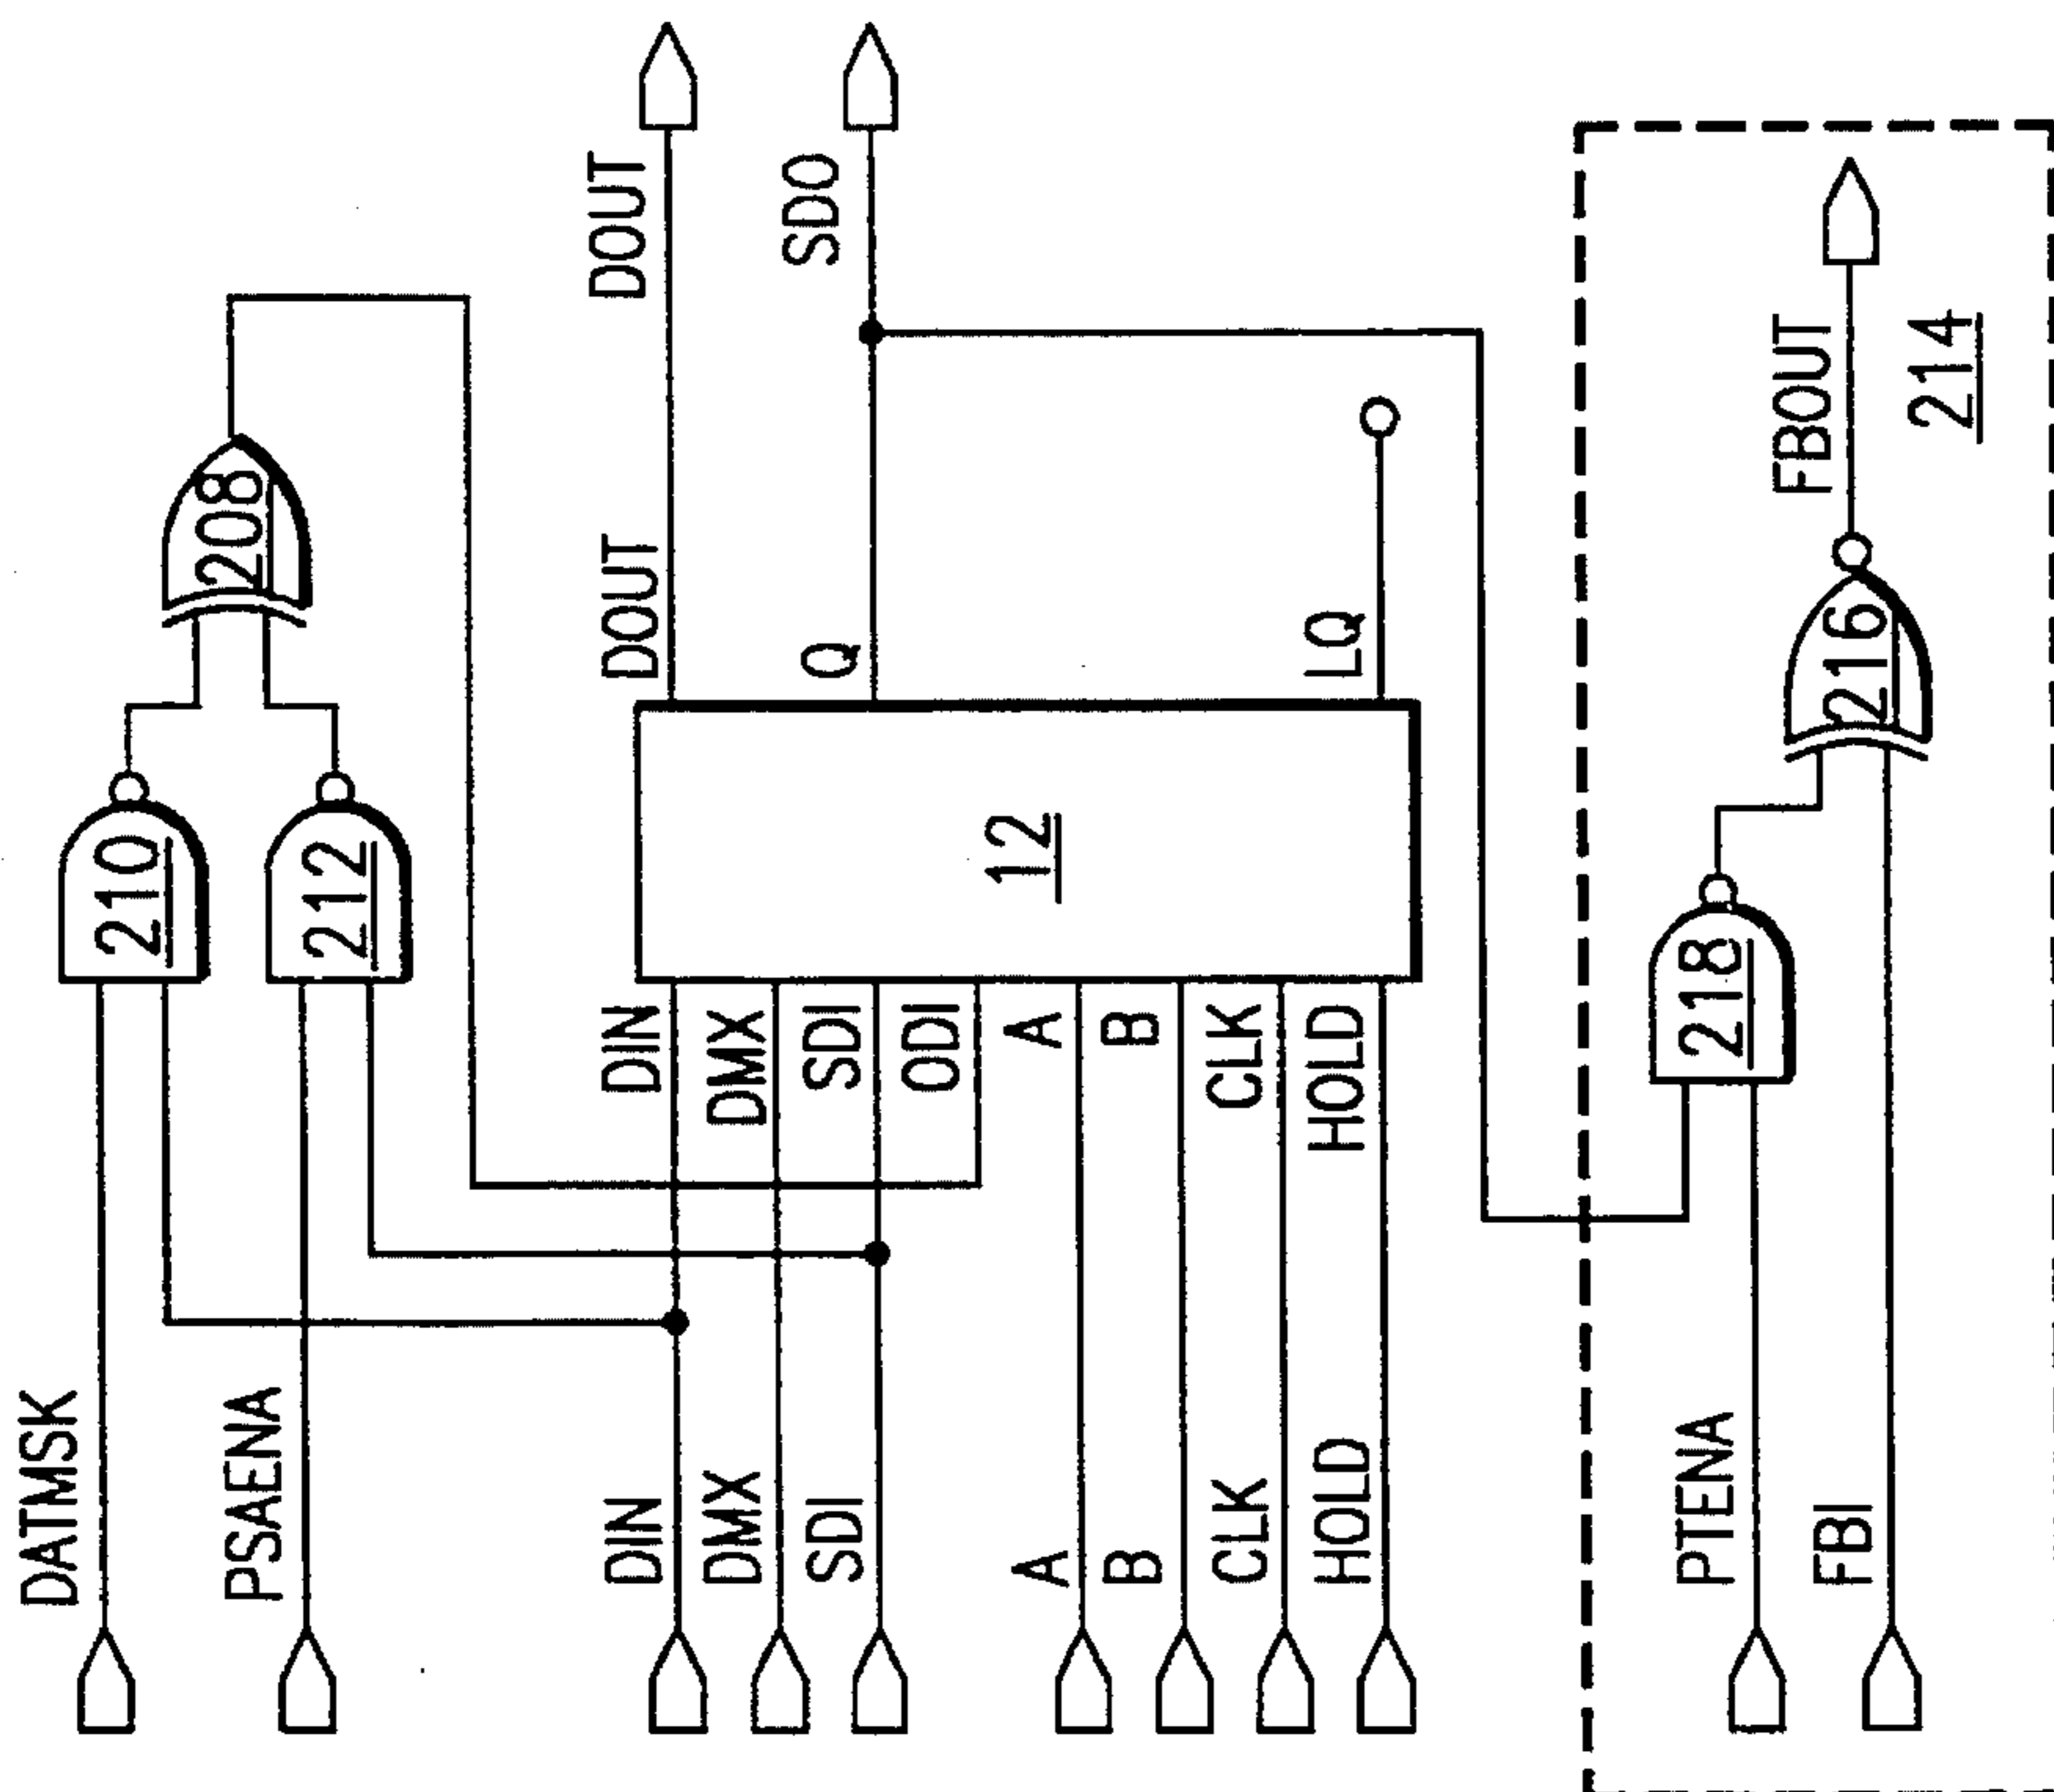 DATMSK
PSAENA
210
212
208
DIN
DMX
SDI
A
B
CLK
HOLD
DIN
DMX
SDI
ODI
A
B
CLK
HOLD
12
DOUT
Q
LQ
DOUT
SDO
PTENA
FBI
218
216
FBOUT
214